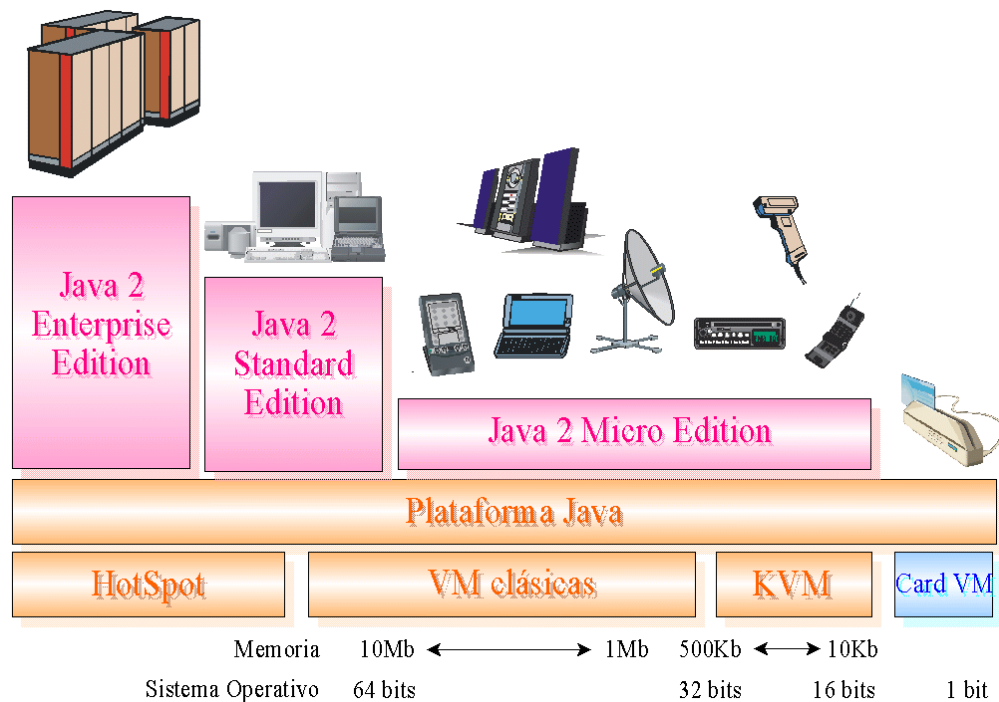 Java 2
Enterprise
Edition
Java 2
Standard
Edition
Java 2 Micro Edition
Plataforma Java
HotSpot
VM clásicas
KVM
Card VM
Memoria 10Mb 1Mb 500Kb 10Kb
Sistema Operativo 64 bits 32 bits 16 bits 1 bit